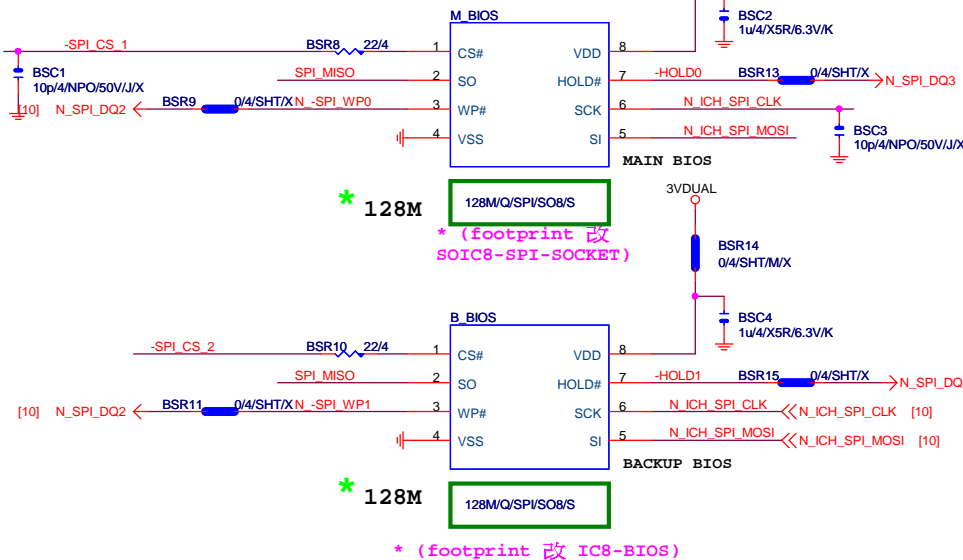 M_BIOS
BSC2
1u/4/X5R/6.3V/K
-SPI_CS_1
BSR8 22/4
1 CS#
VDD 8
BSC1
10p/4/NPO/50V/J/X
SPI_MISO
2 SO
HOLD# 7
-HOLD0
BSR13 0/4/SHT/X
N_SPI_DQ3
[10] N_SPI_DQ2
BSR9 0/4/SHT/X
N_-SPI_WP0
3 WP#
SCK 6
N_ICH_SPI_CLK
4 VSS
SI 5
N_ICH_SPI_MOSI
BSC3
10p/4/NPO/50V/J/X
MAIN BIOS
* 128M
128M/Q/SPI/SO8/S
3VDUAL
* (footprint 改
SOIC8-SPI-SOCKET)
BSR14
0/4/SHT/M/X
B_BIOS
BSC4
1u/4/X5R/6.3V/K
-SPI_CS_2
BSR10 22/4
1 CS#
VDD 8
SPI_MISO
2 SO
HOLD# 7
-HOLD1
BSR15 0/4/SHT/X
N_SPI_DQ
[10] N_SPI_DQ2
BSR11 0/4/SHT/X
N_-SPI_WP1
3 WP#
SCK 6
N_ICH_SPI_CLK
N_ICH_SPI_CLK [10]
4 VSS
SI 5
N_ICH_SPI_MOSI
N_ICH_SPI_MOSI [10]
BACKUP BIOS
* 128M
128M/Q/SPI/SO8/S
* (footprint 改 IC8-BIOS)